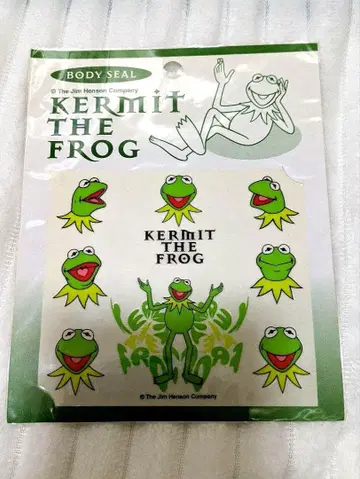 BODY SEAL
© The Jim Henson Company
KERMIT
THE
FROG
KERMIT
THE
FROG
© The Jim Henson Company